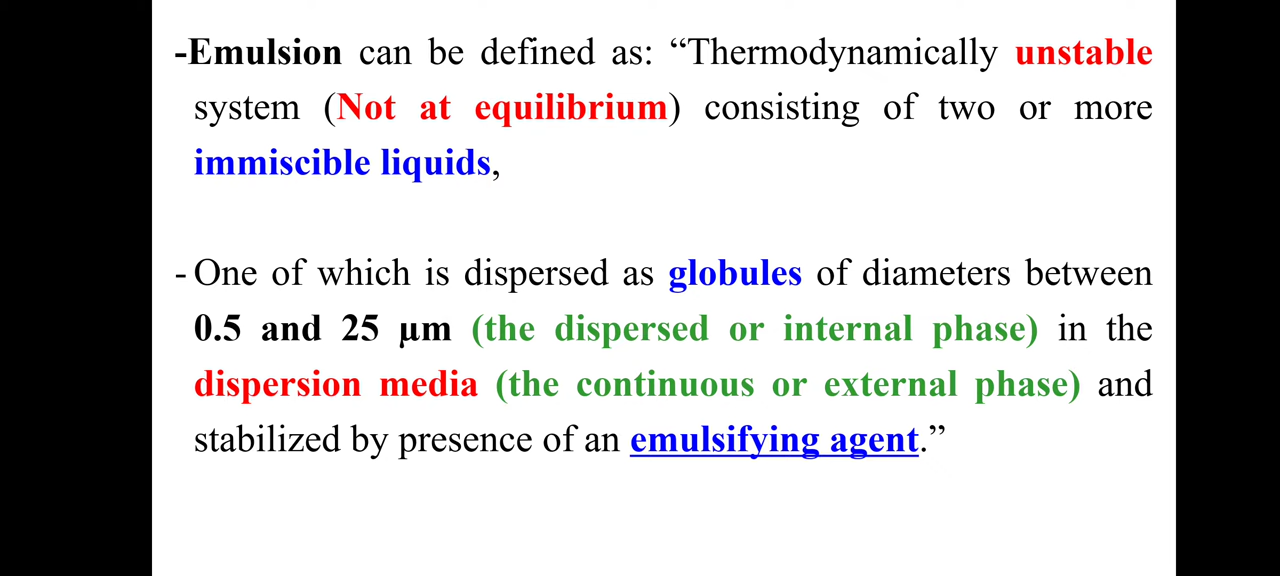 -Emulsion can be defined as: “Thermodynamically unstable
system (Not at equilibrium) consisting of two or more
immiscible liquids,
- One of which is dispersed as globules of diameters between
0.5 and 25 µm (the dispersed or internal phase) in the
dispersion media (the continuous or external phase) and
stabilized by presence of an emulsifying agent.”